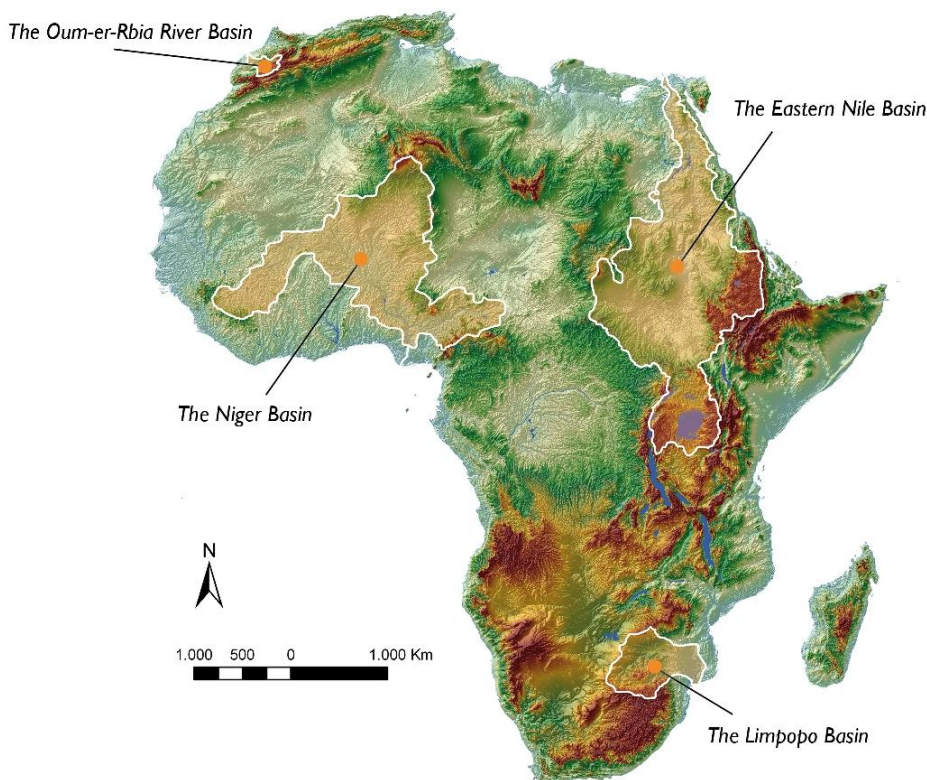 The Oum-er-Rbia River Basin
The Eastern Nile Basin
The Niger Basin
N
1.000 500 0 1.000 Km
The Limpopo Basin